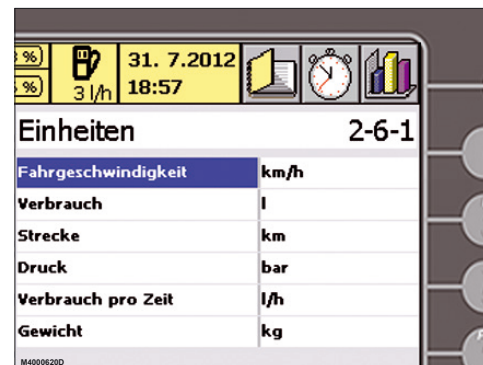 %)
%)
3 l/h
31. 7.2012
18:57
Einheiten 2-6-1
Fahrgeschwindigkeit km/h
Verbrauch l
Strecke km
Druck bar
Verbrauch pro Zeit l/h
Gewicht kg
M4000620D